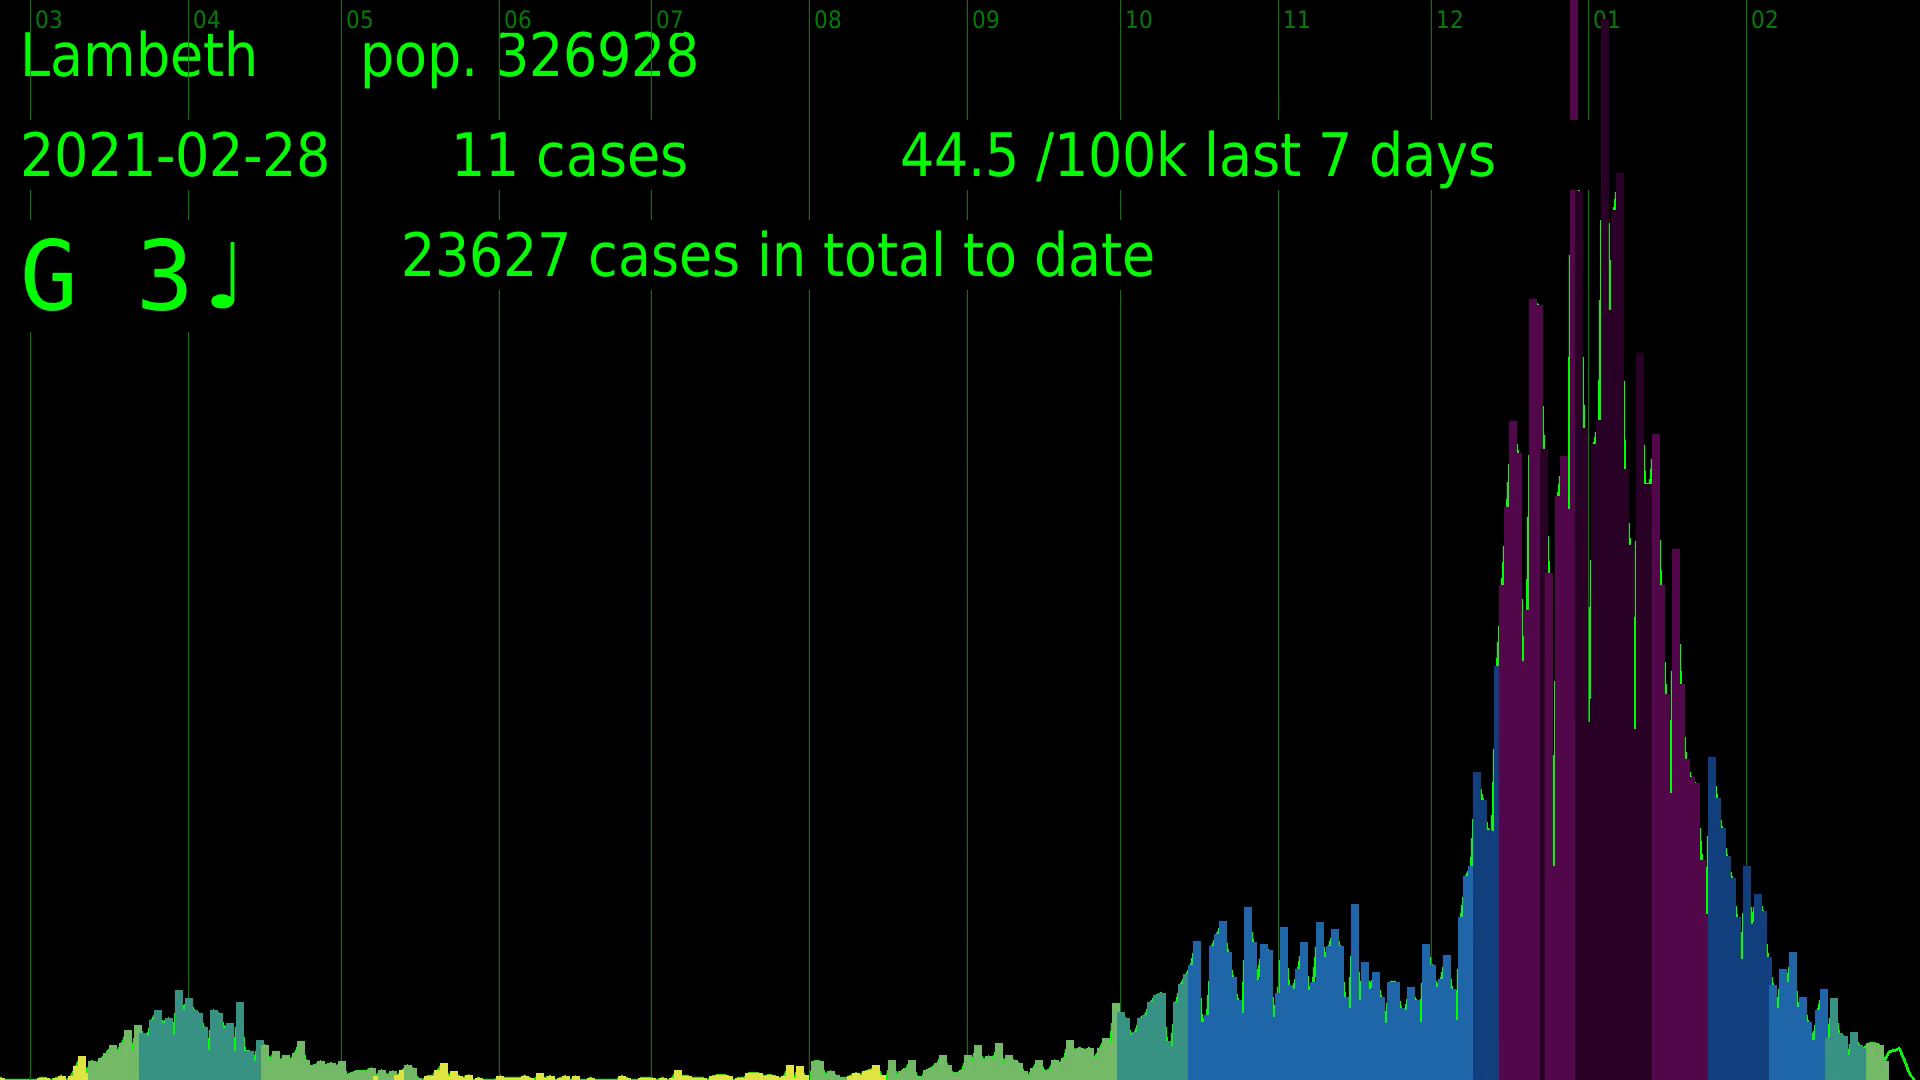 03 04 05 06 07 08 09 10 11 12 01 02
Lambeth pop. 326928
2021-02-28 11 cases 44.5 /100k last 7 days
G 3♩ 23627 cases in total to date